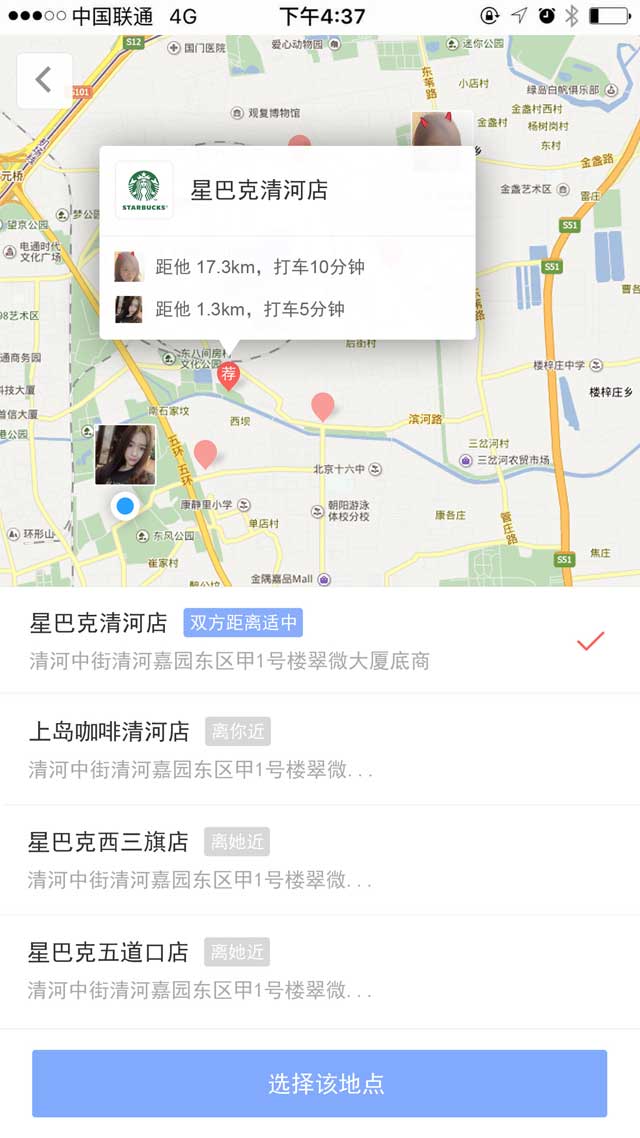 中国联通 4G 下午4:37
S12
国门医院
爱心动物园
迷你公园
S101
东苇路
小店村
绿岛白帆俱乐部
机场
观复博物馆
金盏村西村
金盏村
杨树岗村
东村
元桥
金盏路
星巴克清河店
STARBUCKS
金盏艺术区
雷庄
望京公园
S51
电通时代
文化广场
S51
距他 17.3km，打车10分钟
距他 1.3km，打车5分钟
98艺术区
东八间房村
文化公园
后街村
通商务园
荐
楼梓庄中学
科技大厦
楼梓庄乡
南石家坟
首信大厦
西坝
滨河路
港公园
五环
五环
三岔河村
三岔河农贸市场
北京十六中
康静里小学
朝阳游泳
体校分校
单店村
康各庄
管庄路
环形山
东风公园
焦庄
崔家村
S51
金隅嘉品Mall
星巴克清河店 双方距离适中
清河中街清河嘉园东区甲1号楼翠微大厦底商
上岛咖啡清河店 离你近
清河中街清河嘉园东区甲1号楼翠微...
星巴克西三旗店 离她近
清河中街清河嘉园东区甲1号楼翠微...
星巴克五道口店 离她近
清河中街清河嘉园东区甲1号楼翠微...
选择该地点